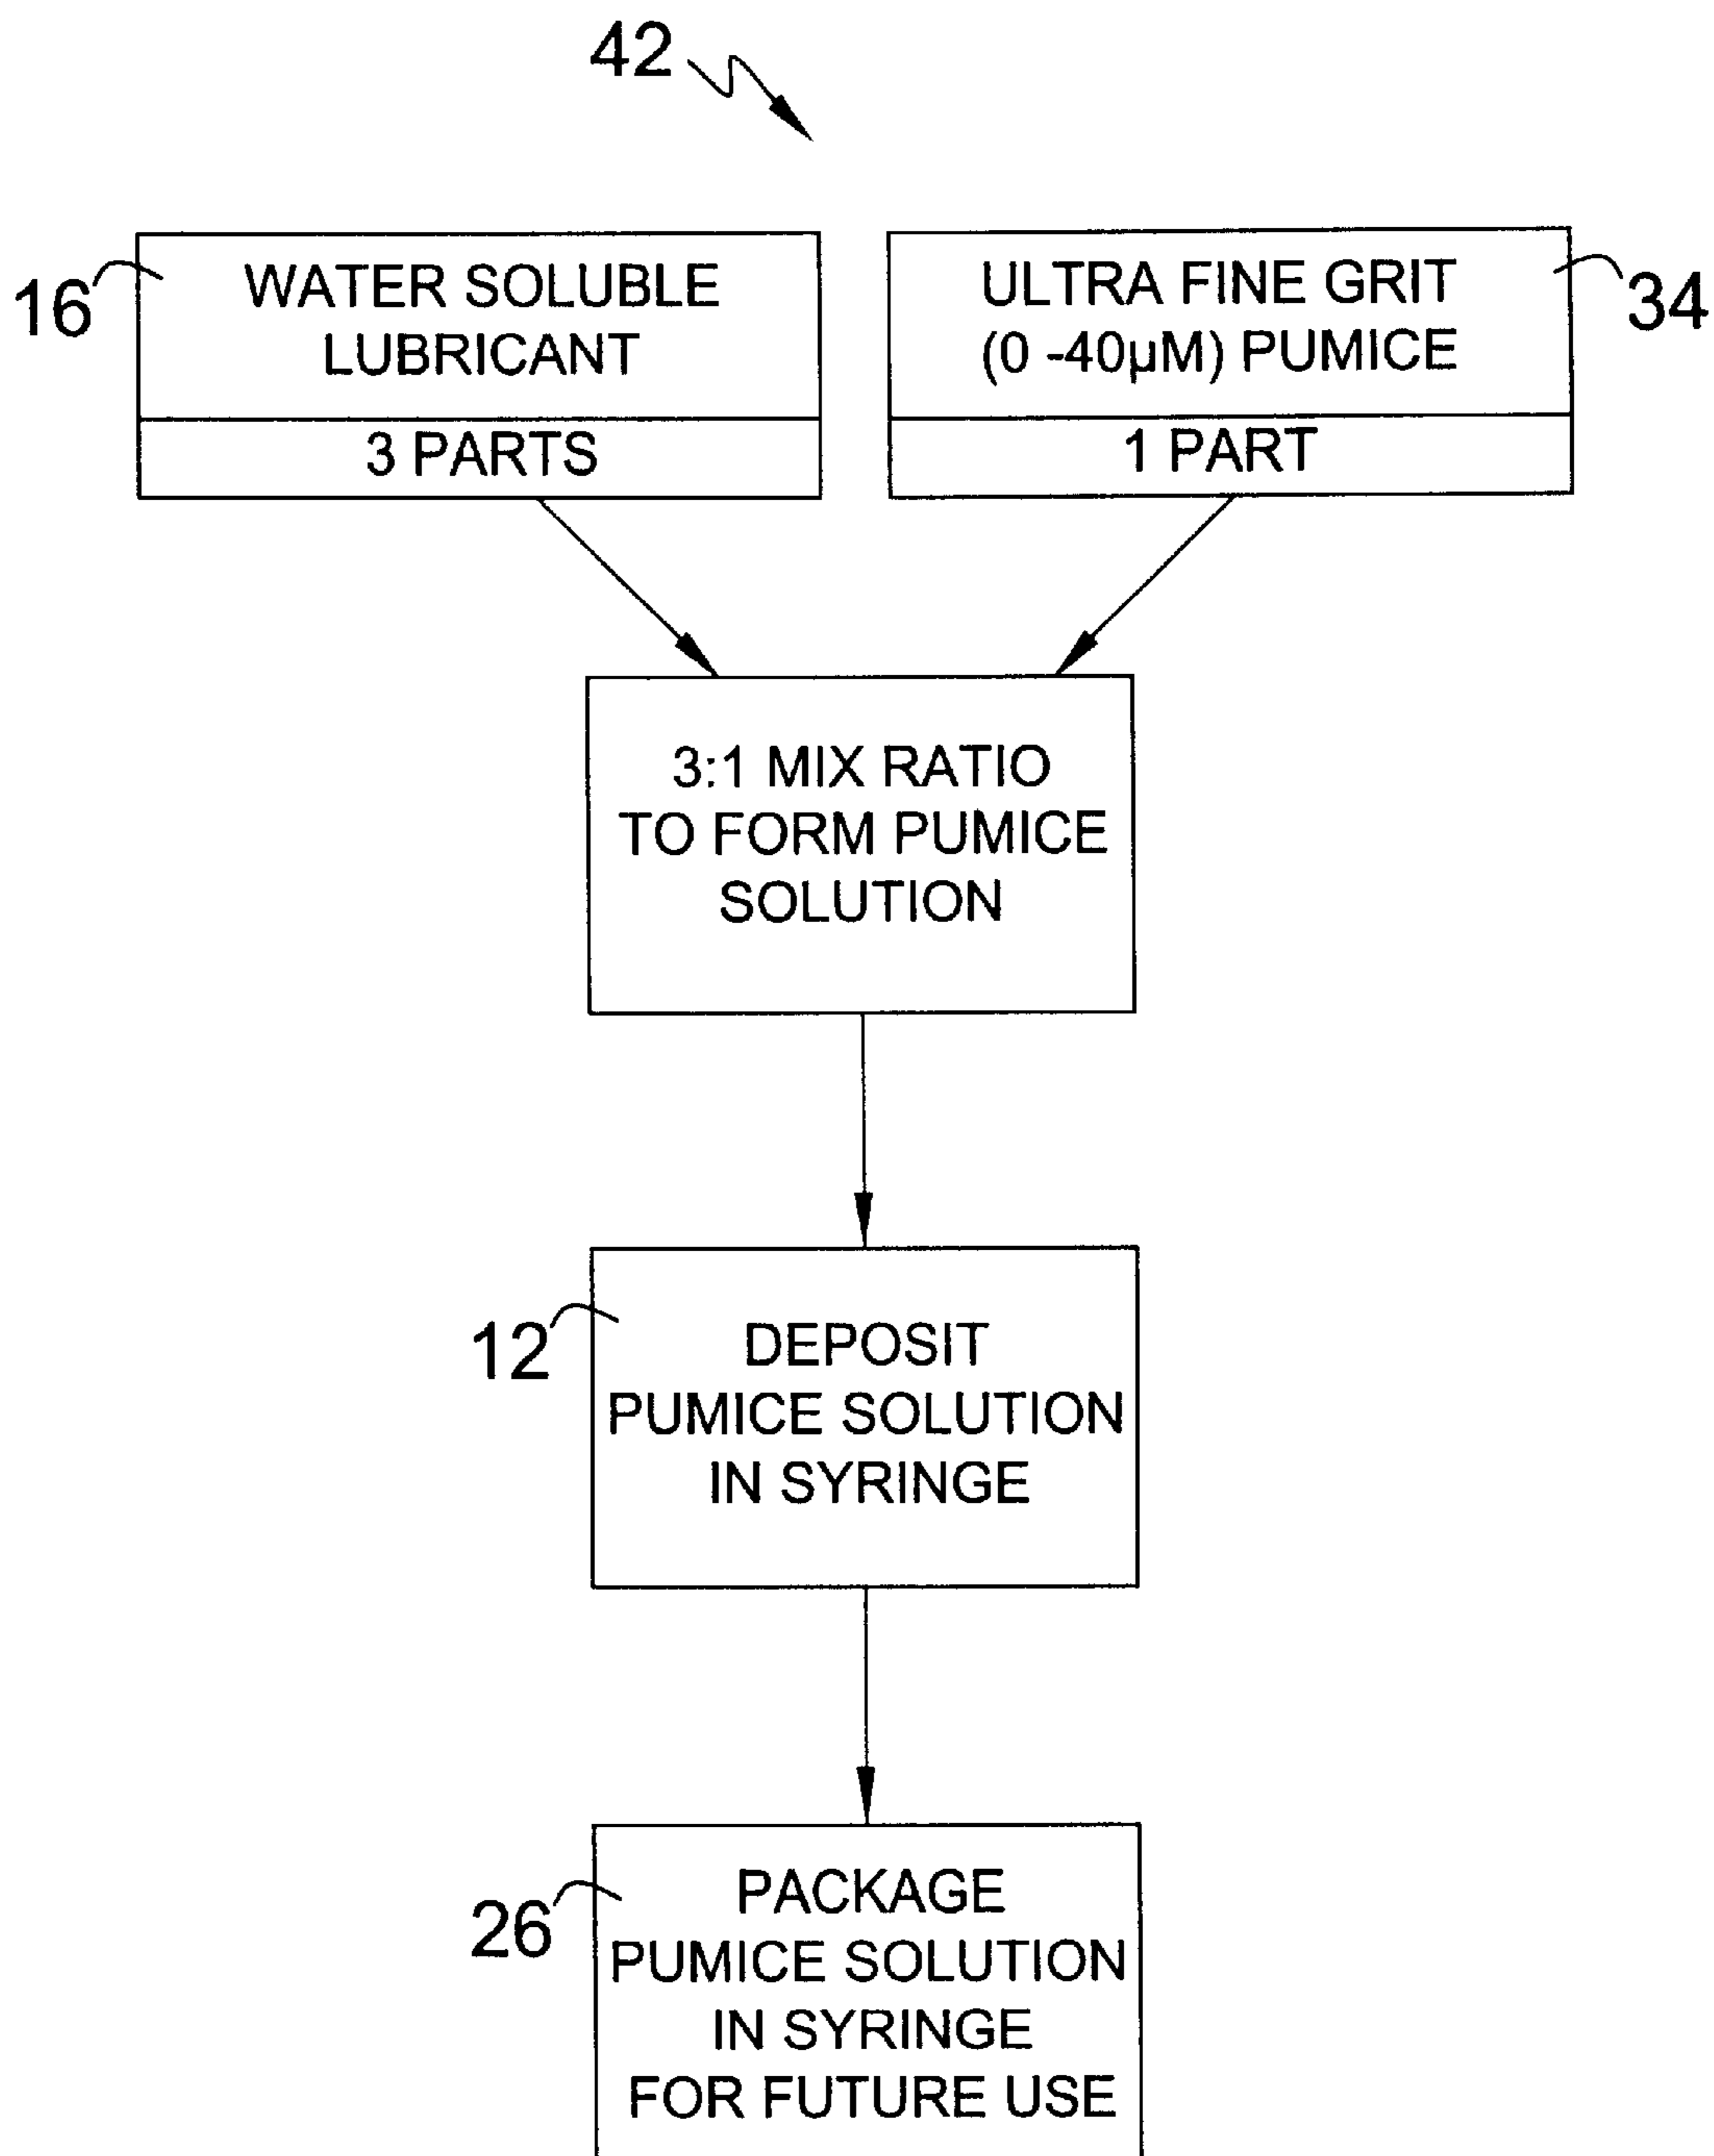 42
16
WATER SOLUBLE
LUBRICANT
3 PARTS
ULTRA FINE GRIT
(0 -40µM) PUMICE
1 PART
34
3:1 MIX RATIO
TO FORM PUMICE
SOLUTION
12
DEPOSIT
PUMICE SOLUTION
IN SYRINGE
26
PACKAGE
PUMICE SOLUTION
IN SYRINGE
FOR FUTURE USE